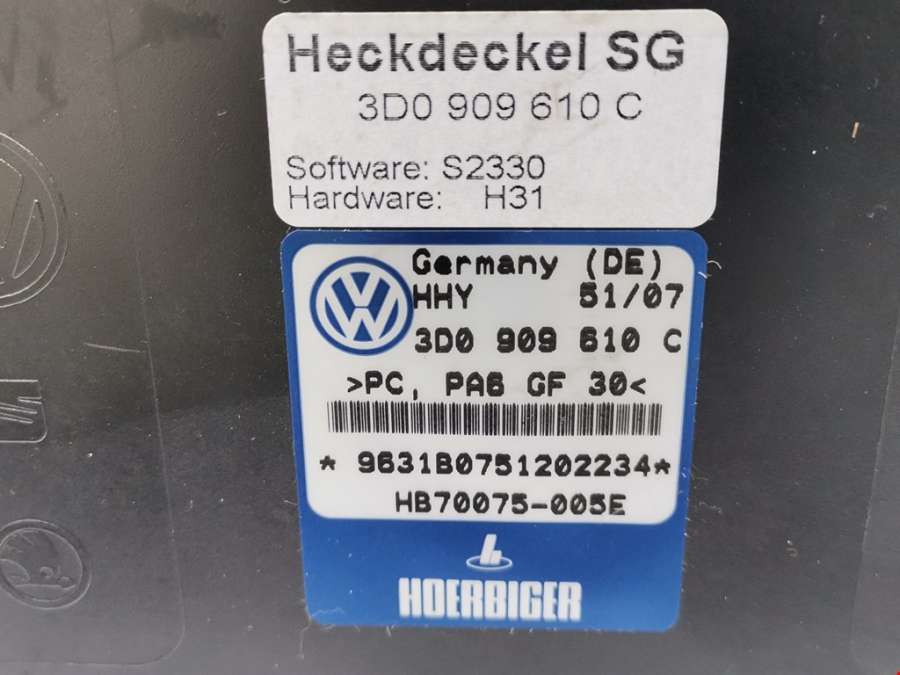 Heckdeckel SG
3D0 909 610 C
Software: S2330
Hardware: H31
Germany (DE)
HHY 51/07
3D0 909 610 C
>PC, PA6 GF 30<
* 9631B0751202234*
HB70075-005E
HOERBIGER